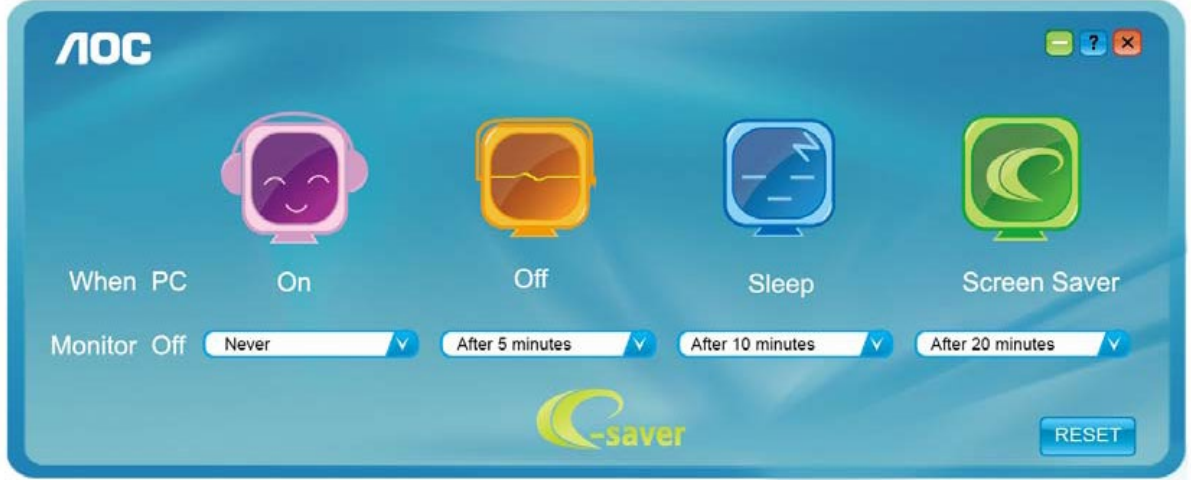 AOC
?
When PC On Off Sleep Screen Saver
Monitor Off Never After 5 minutes After 10 minutes After 20 minutes
e-saver
RESET